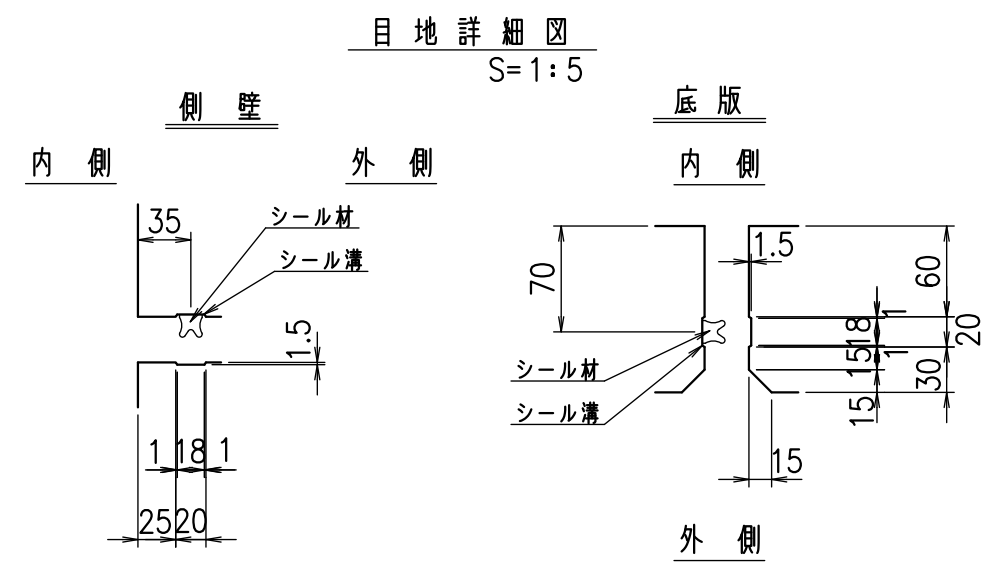 目地詳細図
S=1:5
側壁
内側
外側
35
シール材
シール溝
1.5
1 18 1
25 20
底版
内側
70
1.5
60
1
18
1
20
15
30
15
シール材
シール溝
15
外側